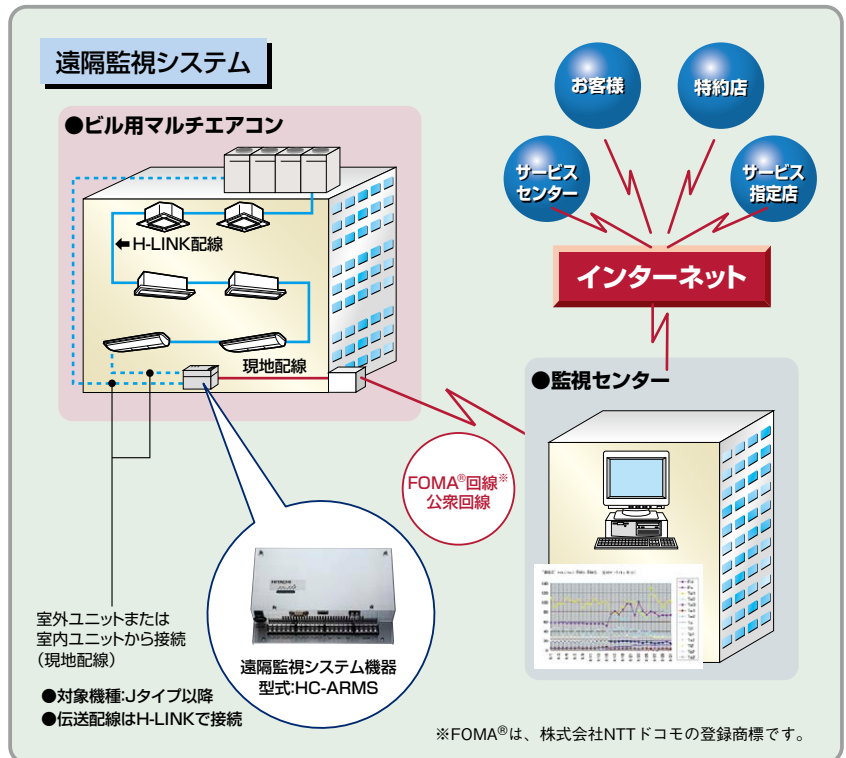 遠隔監視システム
●ビル用マルチエアコン
お客様
特約店
サービス
センター
サービス
指定店
インターネット
←H-LINK配線
現地配線
●監視センター
FOMA®回線※
公衆回線
HITACHI
遠隔監視システム機器
型式:HC-ARMS
室外ユニットまたは
室内ユニットから接続
(現地配線)
●対象機種:Jタイプ以降
●伝送配線はH-LINKで接続
※FOMA®は、株式会社NTTドコモの登録商標です。